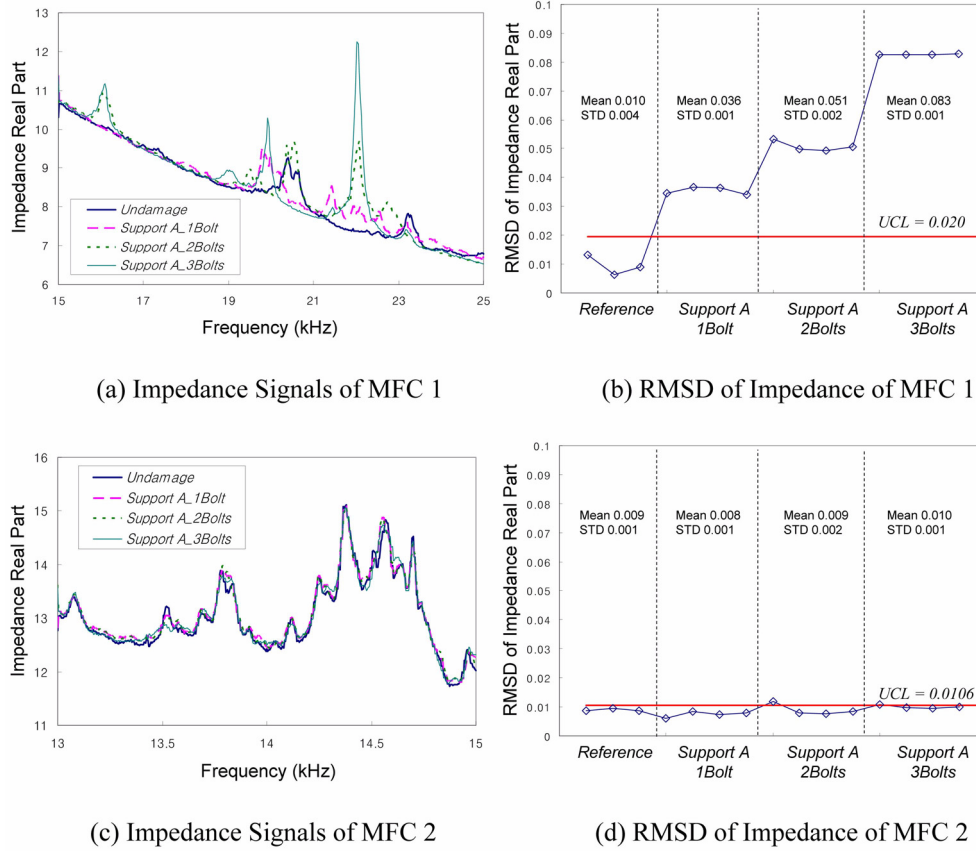 13
12
11
10
9
8
7
6
Impedance Real Part
Undamage
Support A_1Bolt
Support A_2Bolts
Support A_3Bolts
15 17 19 21 23 25
Frequency (kHz)
(a) Impedance Signals of MFC 1
0.1
0.09
0.08
0.07
0.06
0.05
0.04
0.03
0.02
0.01
0
RMSD of Impedance Real Part
Mean 0.010
STD 0.004
Mean 0.036
STD 0.001
Mean 0.051
STD 0.002
Mean 0.083
STD 0.001
UCL = 0.020
Reference
Support A
1Bolt
Support A
2Bolts
Support A
3Bolts
(b) RMSD of Impedance of MFC 1
16
15
14
13
12
11
Impedance Real Part
Undamage
Support A_1Bolt
Support A_2Bolts
Support A_3Bolts
13 13.5 14 14.5 15
Frequency (kHz)
(c) Impedance Signals of MFC 2
0.1
0.09
0.08
0.07
0.06
0.05
0.04
0.03
0.02
0.01
0
RMSD of Impedance Real Part
Mean 0.009
STD 0.001
Mean 0.008
STD 0.001
Mean 0.009
STD 0.002
Mean 0.010
STD 0.001
UCL = 0.0106
Reference
Support A
1Bolt
Support A
2Bolts
Support A
3Bolts
(d) RMSD of Impedance of MFC 2